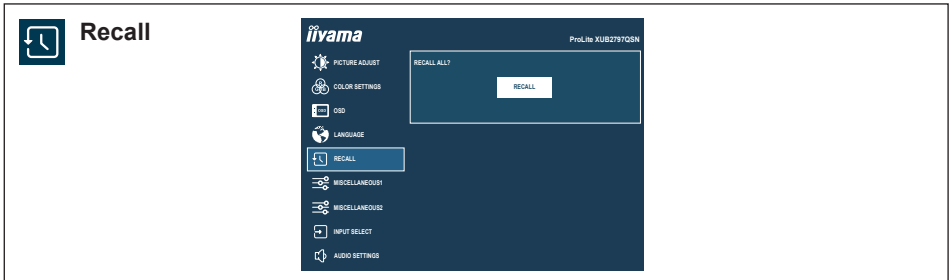 Recall
iiyama
ProLite XUB2797QSN
PICTURE ADJUST
RECALL ALL?
COLOR SETTINGS
RECALL
OSD
OSD
LANGUAGE
RECALL
MISCELLANEOUS1
MISCELLANEOUS2
INPUT SELECT
AUDIO SETTINGS